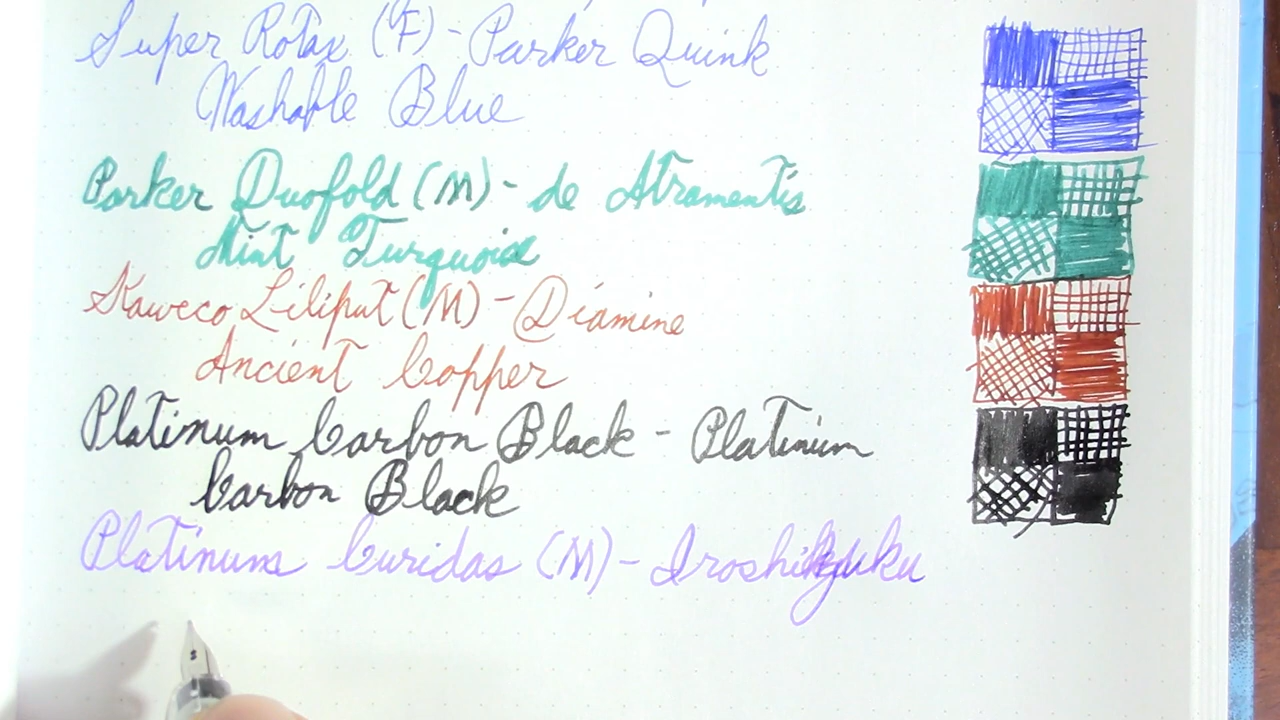 Super Rotax (F) - Parker Quink
Washable Blue
Parker Duofold (M) - de Atramentis
Mint Turquoise
Kaweco Liliput (M) - Diamine
Ancient Copper
Platinum Carbon Black - Platinum
Carbon Black
Platinum Curidas (M) - Iroshizuku